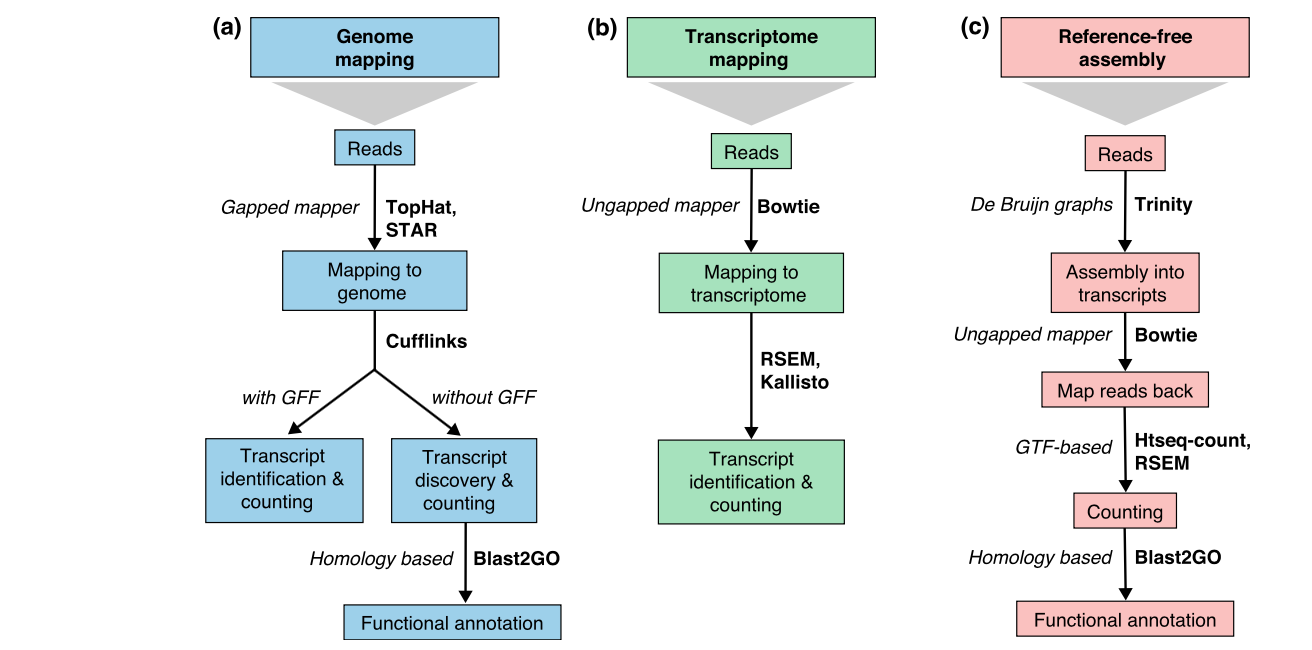 (a)
Genome
mapping
Reads
Gapped mapper
TopHat,
STAR
Mapping to
genome
Cufflinks
with GFF
without GFF
Transcript
identification &
counting
Transcript
discovery &
counting
Homology based
Blast2GO
Functional annotation
(b)
Transcriptome
mapping
Reads
Ungapped mapper
Bowtie
Mapping to
transcriptome
RSEM,
Kallisto
Transcript
identification &
counting
(c)
Reference-free
assembly
Reads
De Bruijn graphs
Trinity
Assembly into
transcripts
Ungapped mapper
Bowtie
Map reads back
GTF-based
Htseq-count,
RSEM
Counting
Homology based
Blast2GO
Functional annotation